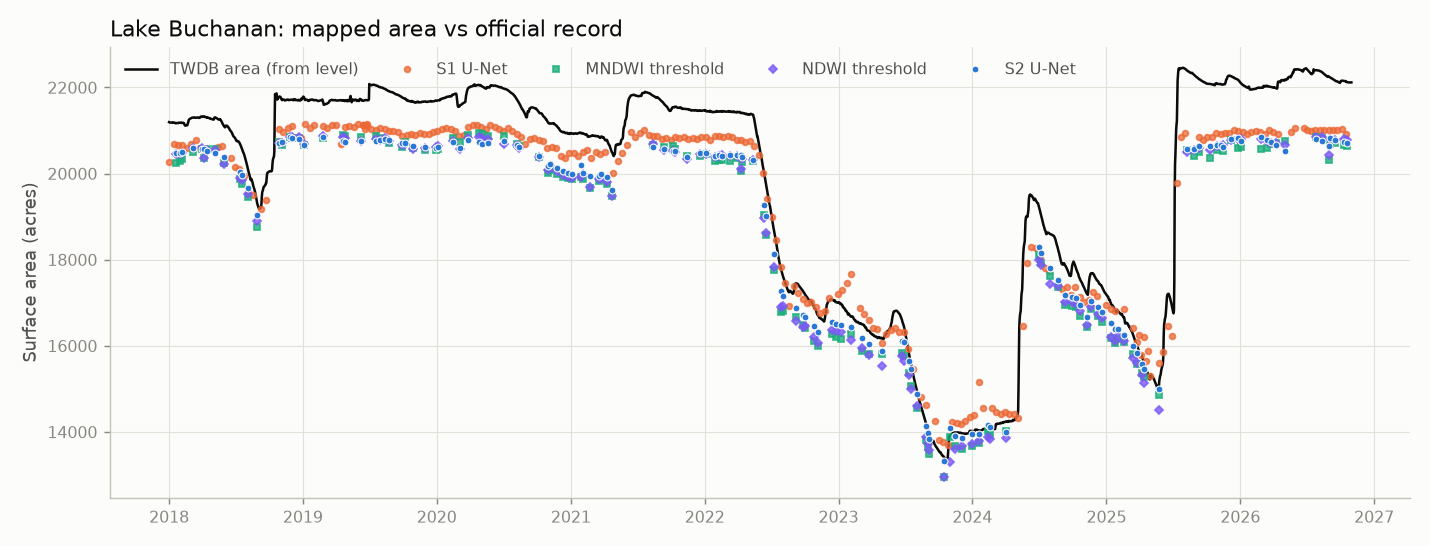 Lake Buchanan: mapped area vs official record
TWDB area (from level) S1 U-Net MNDWI threshold NDWI threshold S2 U-Net
Surface area (acres)
22000
20000
18000
16000
14000
2018 2019 2020 2021 2022 2023 2024 2025 2026 2027